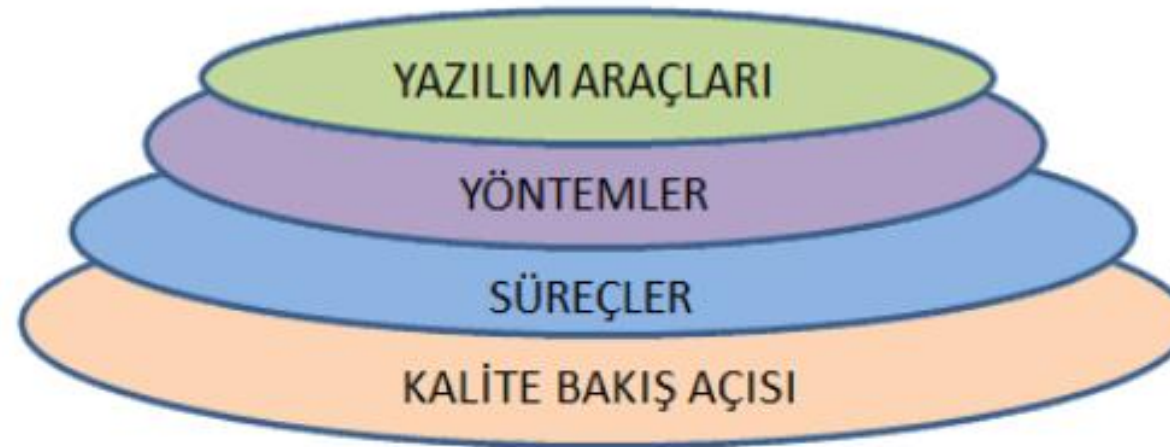 YAZILIM ARAÇLARI
YÖNTEMLER
SÜREÇLER
KALİTE BAKIŞ AÇISI